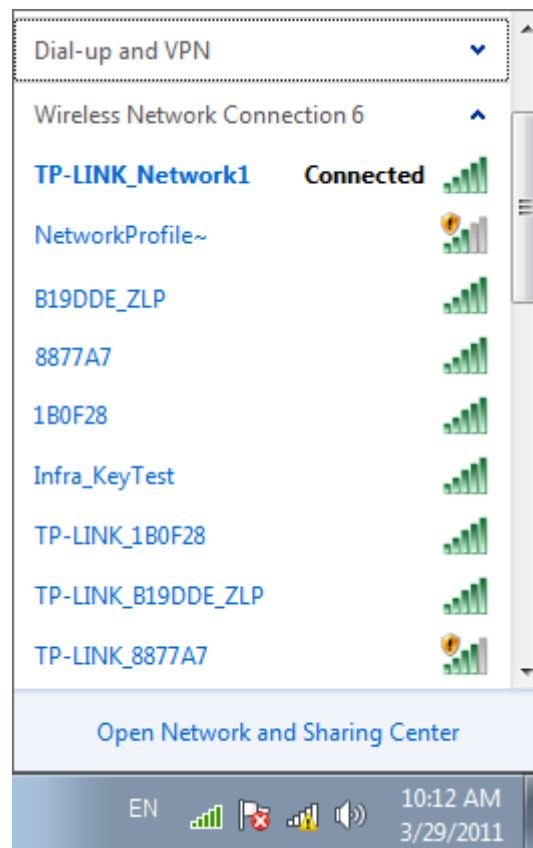 Dial-up and VPN
Wireless Network Connection 6
TP-LINK_Network1 Connected
NetworkProfile~
B19DDE_ZLP
8877A7
1B0F28
Infra_KeyTest
TP-LINK_1B0F28
TP-LINK_B19DDE_ZLP
TP-LINK_8877A7
Open Network and Sharing Center
EN
10:12 AM
3/29/2011